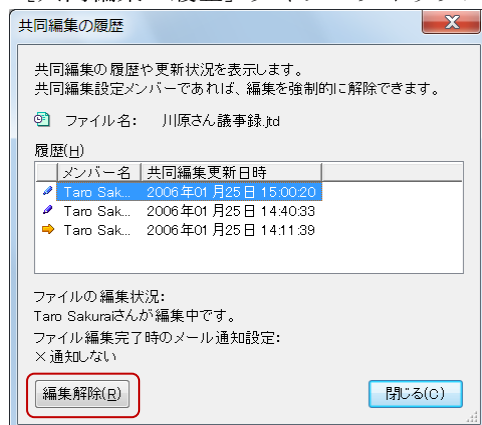 共同編集の履歴
共同編集の履歴や更新状況を表示します。
共同編集設定メンバーであれば、編集を強制的に解除できます。
ファイル名: 川原さん議事録.jtd
履歴(H)
メンバー名 共同編集更新日時
Taro Sak... 2006年01月25日 15:00:20
Taro Sak... 2006年01月25日 14:40:33
Taro Sak... 2006年01月25日 14:11:39
ファイルの編集状況:
Taro Sakuraiさんが編集中です。
ファイル編集完了時のメール通知設定:
×通知しない
編集解除(R) 閉じる(C)